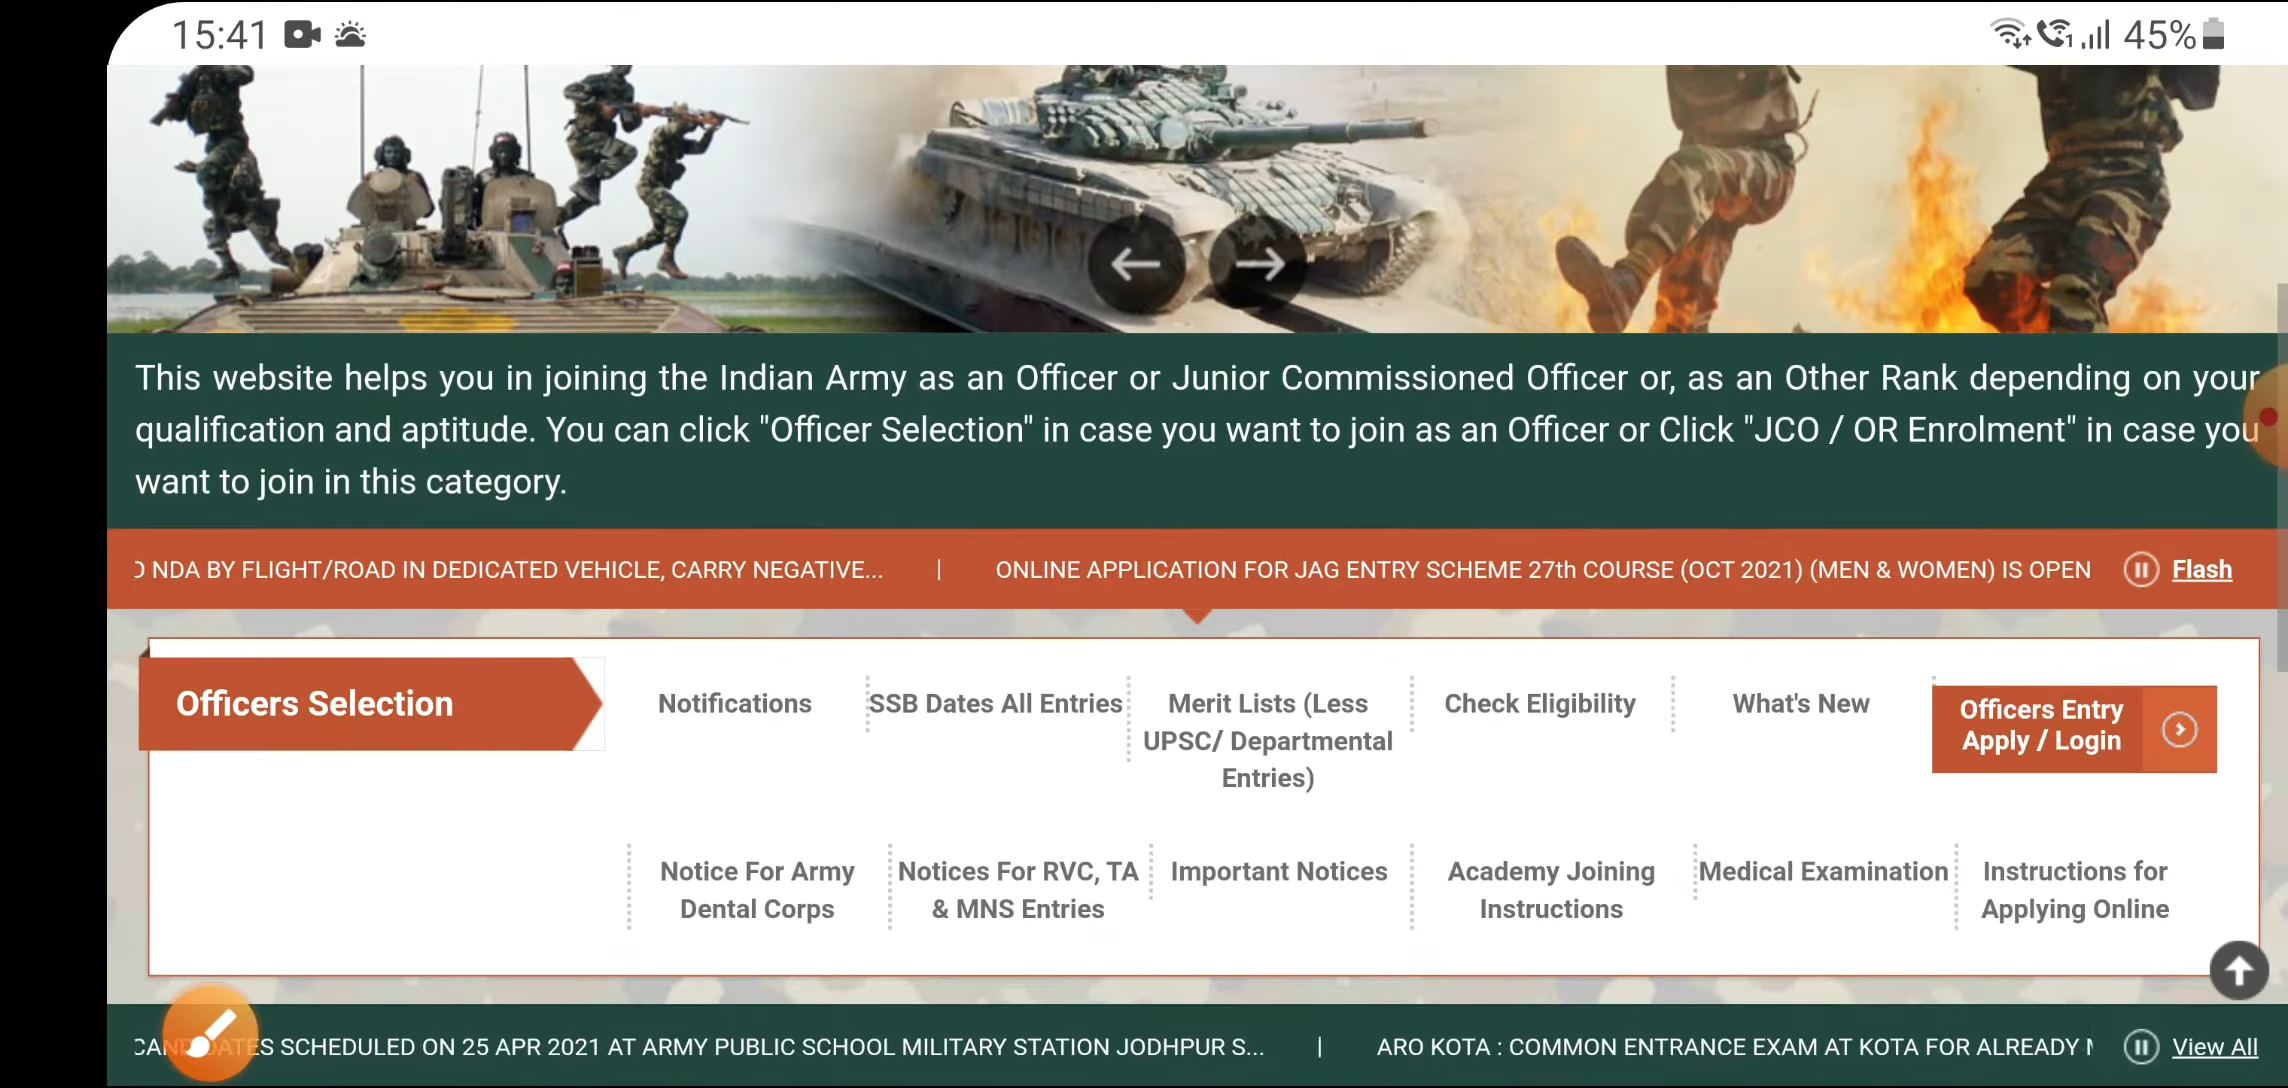 15:41
45%
This website helps you in joining the Indian Army as an Officer or Junior Commissioned Officer or, as an Other Rank depending on your
qualification and aptitude. You can click "Officer Selection" in case you want to join as an Officer or Click "JCO / OR Enrolment" in case you
want to join in this category.
NDA BY FLIGHT/ROAD IN DEDICATED VEHICLE, CARRY NEGATIVE... | ONLINE APPLICATION FOR JAG ENTRY SCHEME 27th COURSE (OCT 2021) (MEN & WOMEN) IS OPEN Flash
Officers Selection
Notifications
SSB Dates All Entries
Merit Lists (Less
UPSC/ Departmental
Entries)
Check Eligibility
What's New
Officers Entry
Apply / Login
Notice For Army
Dental Corps
Notices For RVC, TA
& MNS Entries
Important Notices
Academy Joining
Instructions
Medical Examination
Instructions for
Applying Online
SCHEDULED ON 25 APR 2021 AT ARMY PUBLIC SCHOOL MILITARY STATION JODHPUR S... | ARO KOTA : COMMON ENTRANCE EXAM AT KOTA FOR ALREADY View All